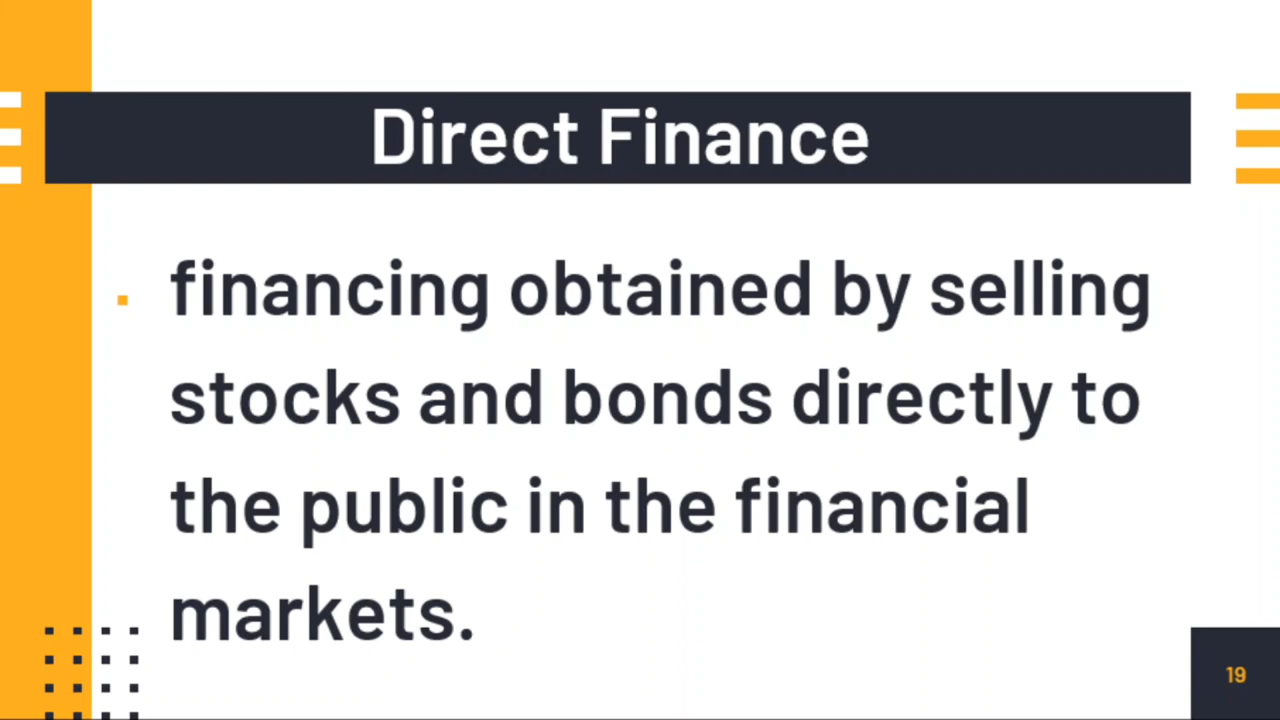 Direct Finance
financing obtained by selling
stocks and bonds directly to
the public in the financial
markets.
19